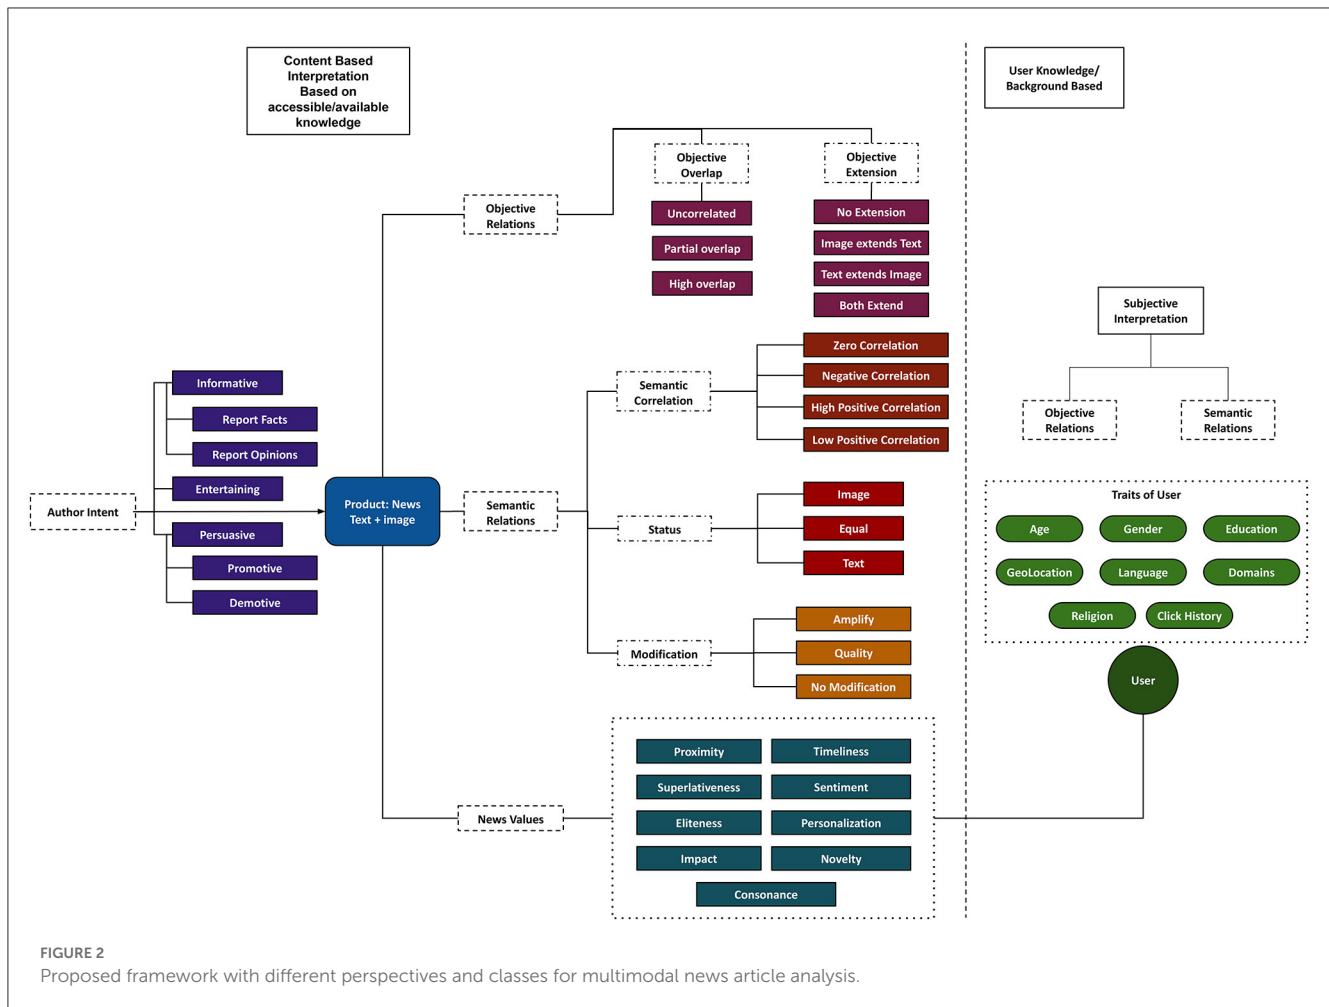 Content Based
Interpretation
Based on
accessible/available
knowledge
User Knowledge/
Background Based
Objective
Overlap
Objective
Extension
Objective
Relations
Uncorrelated
Partial overlap
High overlap
No Extension
Image extends Text
Text extends Image
Both Extend
Subjective
Interpretation
Objective
Relations
Semantic
Relations
Informative
Report Facts
Report Opinions
Entertaining
Author Intent
Persuasive
Promotive
Demotive
Product: News
Text + image
Semantic
Relations
Semantic
Correlation
Zero Correlation
Negative Correlation
High Positive Correlation
Low Positive Correlation
Status
Image
Equal
Text
Modification
Amplify
Quality
No Modification
Traits of User
Age
Gender
Education
GeoLocation
Language
Domains
Religion
Click History
User
News Values
Proximity
Timeliness
Superlativeness
Sentiment
Eliteness
Personalization
Impact
Novelty
Consonance
FIGURE 2
Proposed framework with different perspectives and classes for multimodal news article analysis.